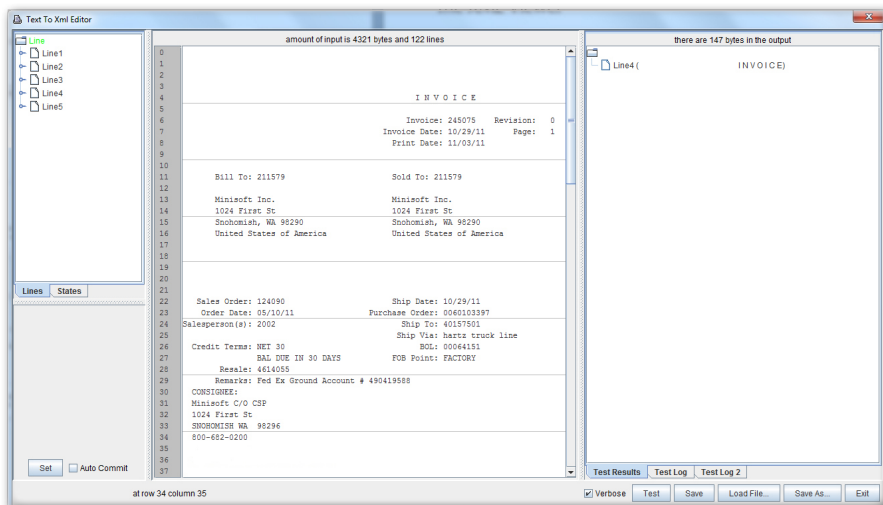 Text To Xml Editor
amount of input is 4321 bytes and 122 lines
there are 147 bytes in the output
Line
Line1
Line2
Line3
Line4
Line5
Lines States
Set Auto Commit
0
1
2
3
4 I N V O I C E
5
6 Invoice: 245075 Revision: 0
7 Invoice Date: 10/29/11 Page: 1
8 Print Date: 11/03/11
9
10
11 Bill To: 211579 Sold To: 211579
12
13 Minisoft Inc. Minisoft Inc.
14 1024 First St 1024 First St
15 Snohomish, WA 98290 Snohomish, WA 98290
16 United States of America United States of America
17
18
19
20
21
22 Sales Order: 124090 Ship Date: 10/29/11
23 Order Date: 05/10/11 Purchase Order: 0060103397
24 Salesperson(s): 2002 Ship To: 40157501
25 Ship Via: hartz truck line
26 Credit Terms: NET 30 BOL: 00064151
27 BAL DUE IN 30 DAYS FOB Point: FACTORY
28 Resale: 4614055
29 Remarks: Fed Ex Ground Account # 490419588
30 CONSIGNEE:
31 Minisoft C/O CSP
32 1024 First St
33 SNOHOMISH WA 98296
34 800-682-0200
35
36
37
Line4 ( I N V O I C E)
Test Results Test Log Test Log 2
at row 34 column 35
Verbose Test Save Load File... Save As... Exit